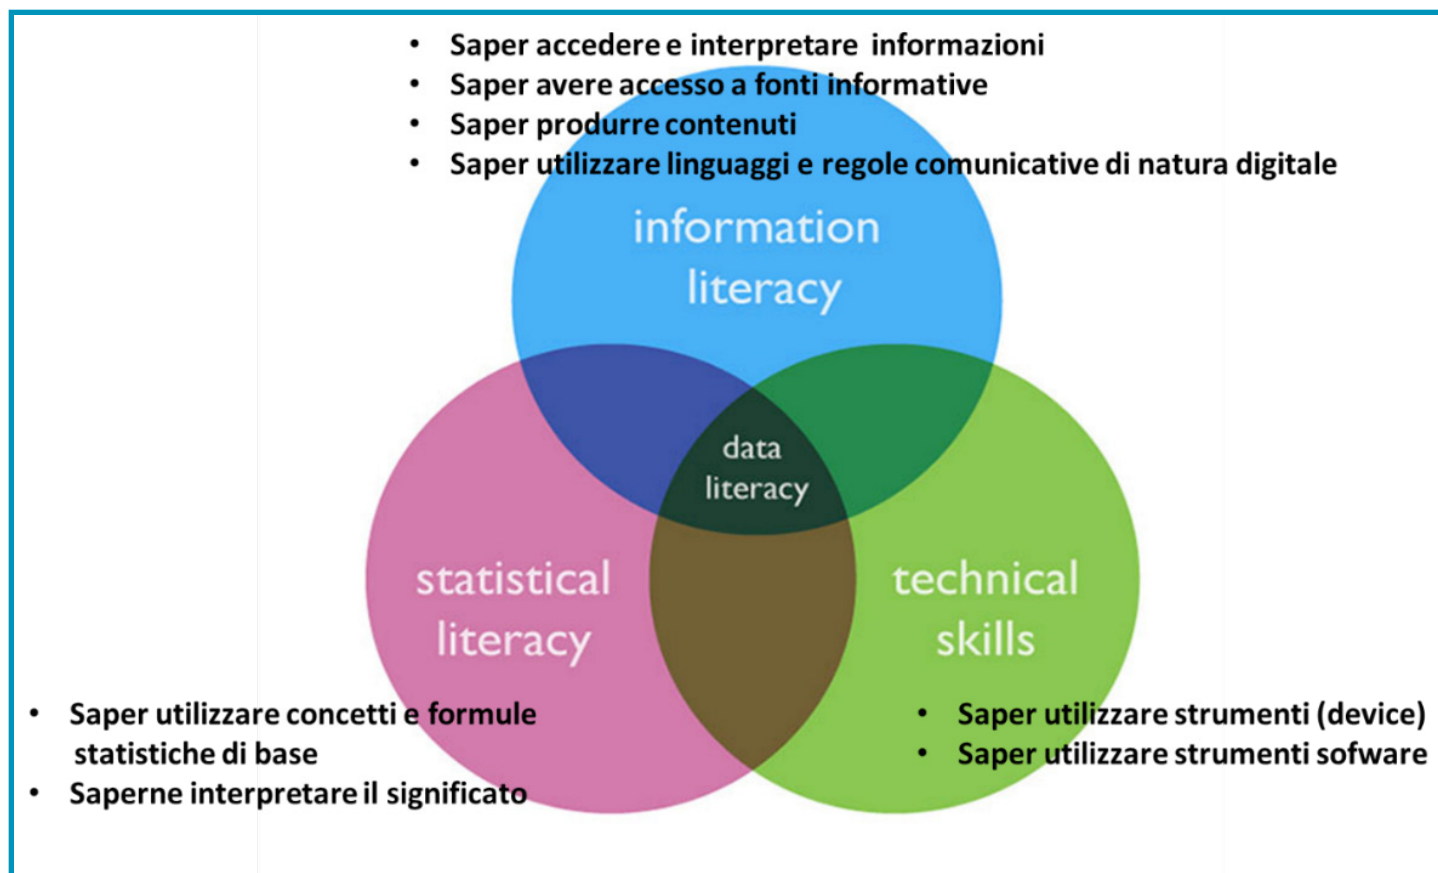 • Saper accedere e interpretare informazioni
• Saper avere accesso a fonti informative
• Saper produrre contenuti
• Saper utilizzare linguaggi e regole comunicative di natura digitale
information
literacy
data
literacy
statistical
literacy
technical
skills
• Saper utilizzare concetti e formule
statistiche di base
• Saperne interpretare il significato
• Saper utilizzare strumenti (device)
• Saper utilizzare strumenti sofware